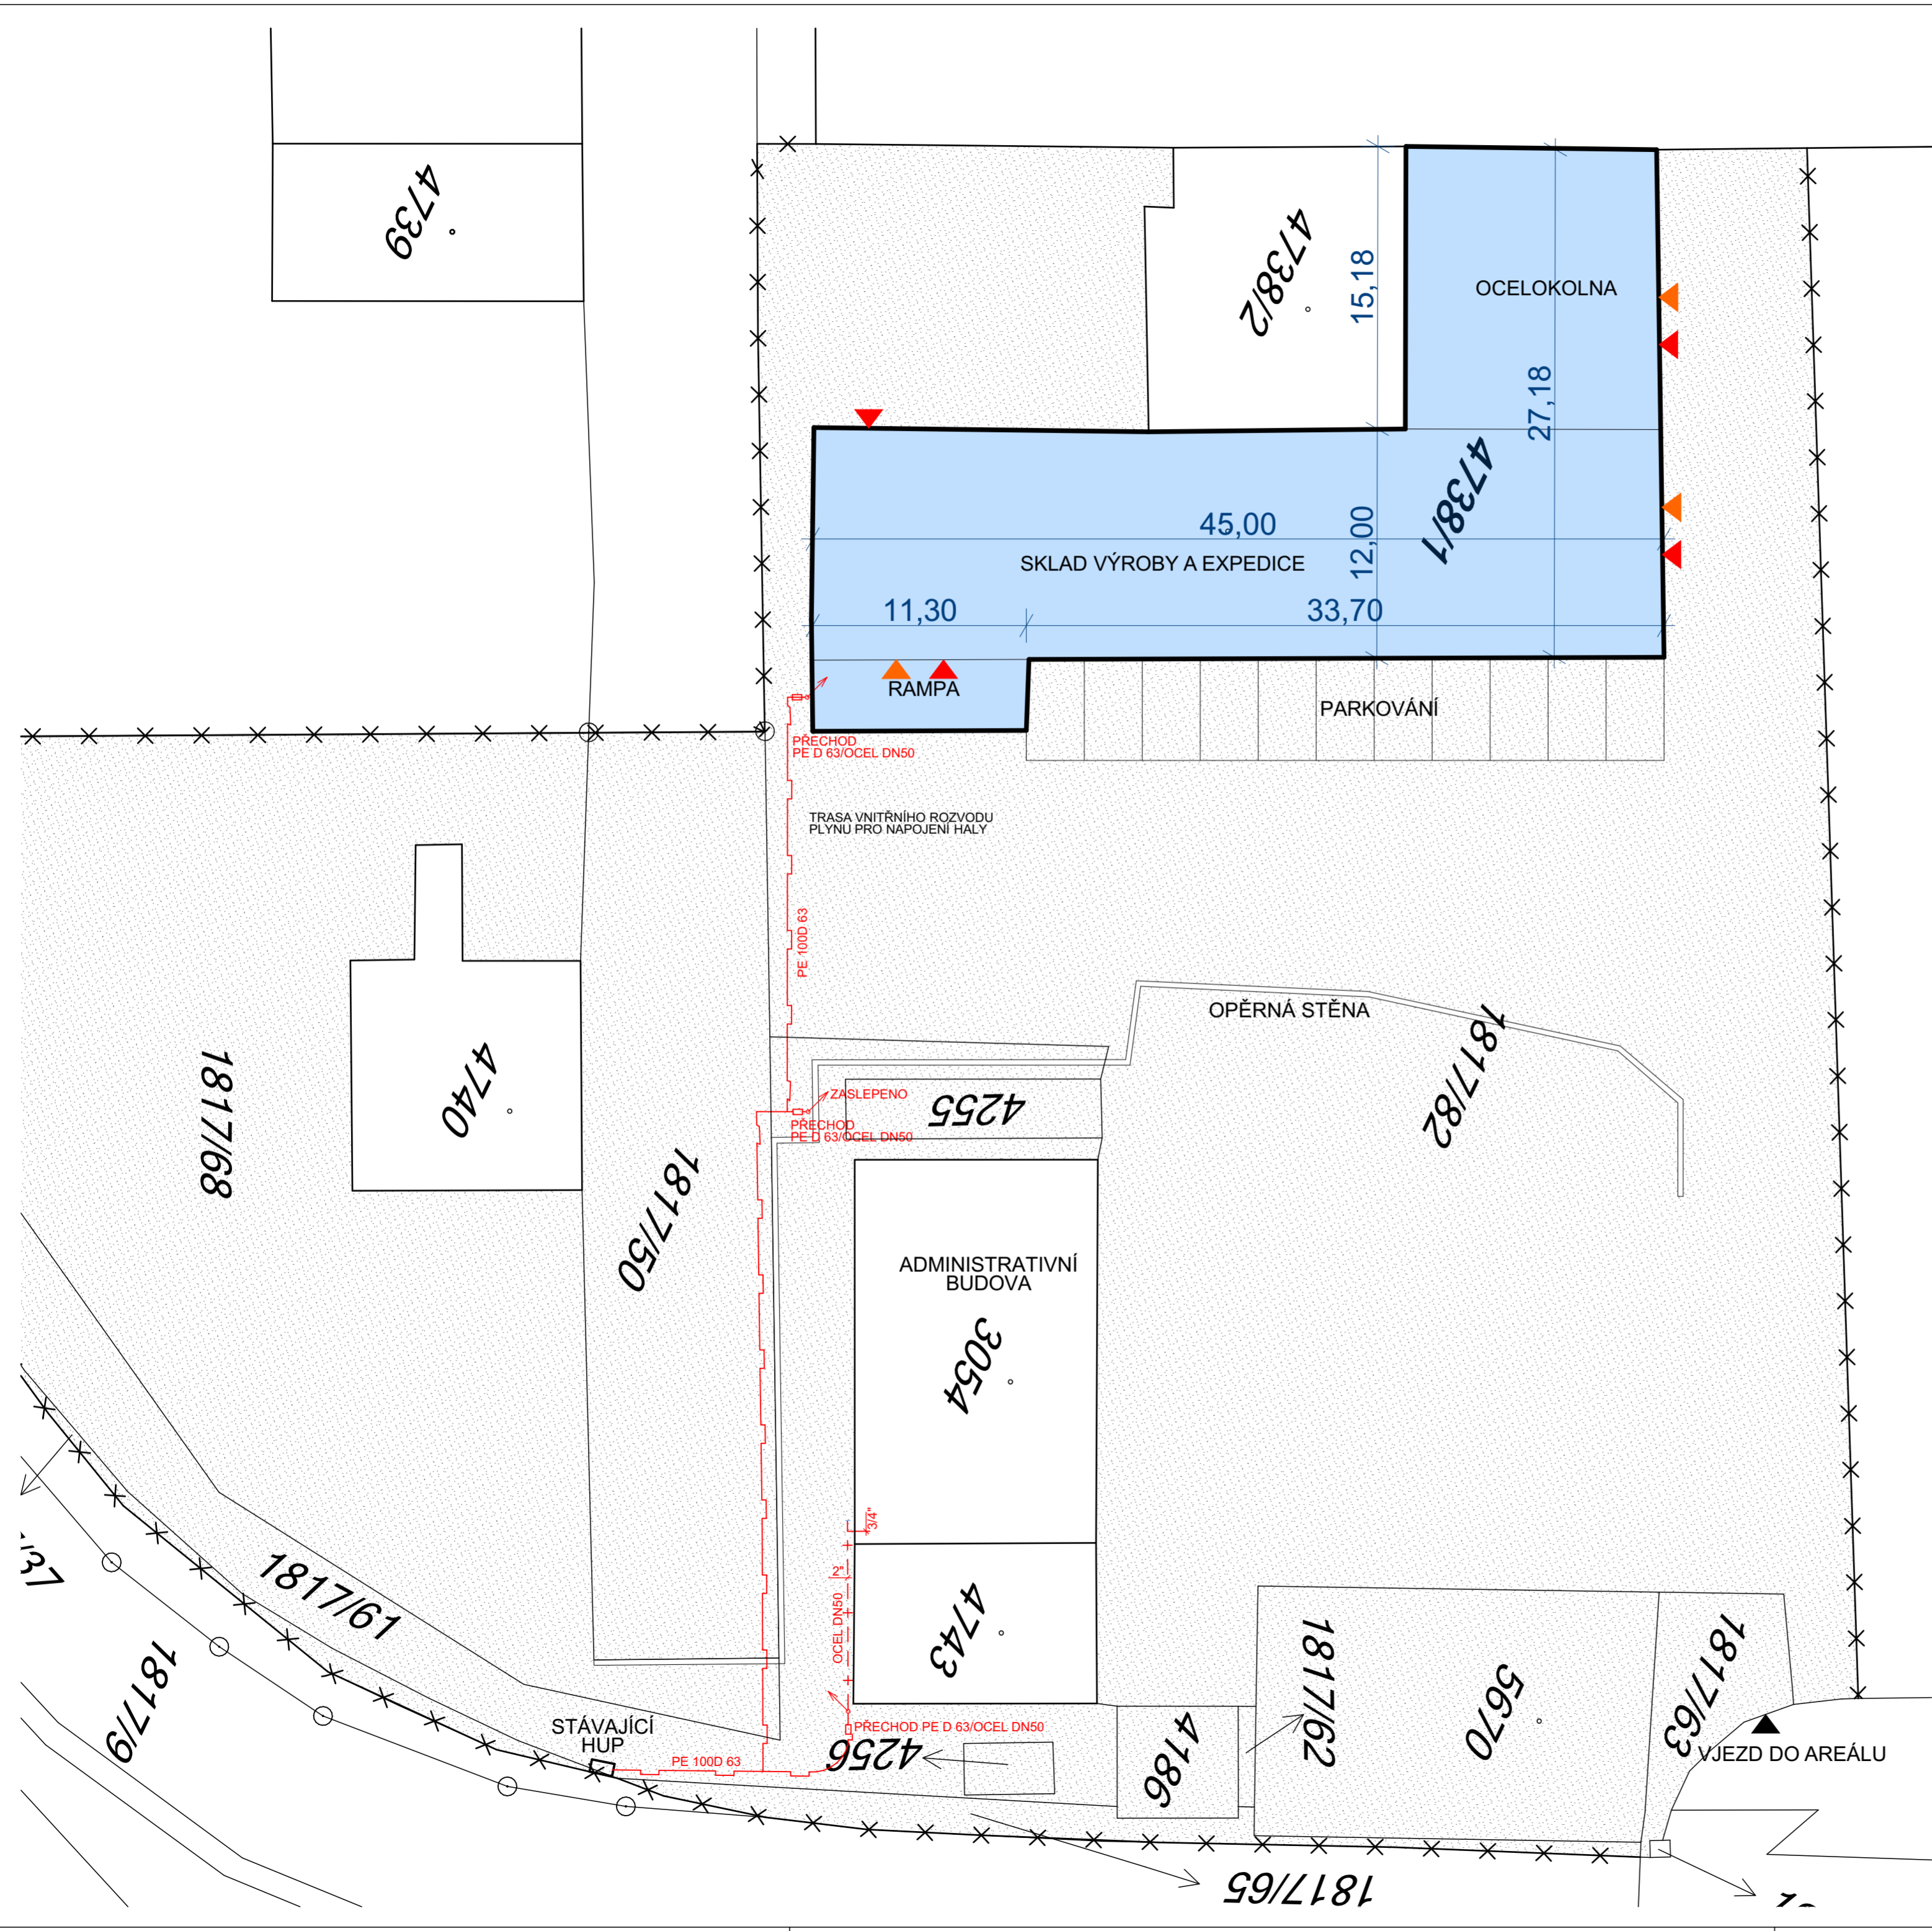 4739
4738/2
15,18
OCELOKOLNA
27,18
4738/1
45,00
12,00
SKLAD VÝROBY A EXPEDICE
11,30
33,70
RAMPA
PARKOVÁNÍ
PŘECHOD
PE D 63/OCEL DN50
TRASA VNITŘNÍHO ROZVODU
PLYNU PRO NAPOJENÍ HALY
PE 100D 63
OPĚRNÁ STĚNA
1817/82
1817/68
4740
ZASLEPENO
4255
PŘECHOD
PE D 63/OCEL DN50
1817/50
ADMINISTRATIVNÍ
BUDOVA
3054
3/4"
2"
OCEL DN50
4743
1817/61
1817/9
STÁVAJÍCÍ
HUP
PE 100D 63
PŘECHOD PE D 63/OCEL DN50
4256
4186
1817/62
5670
1817/63
VJEZD DO AREÁLU
1817/65